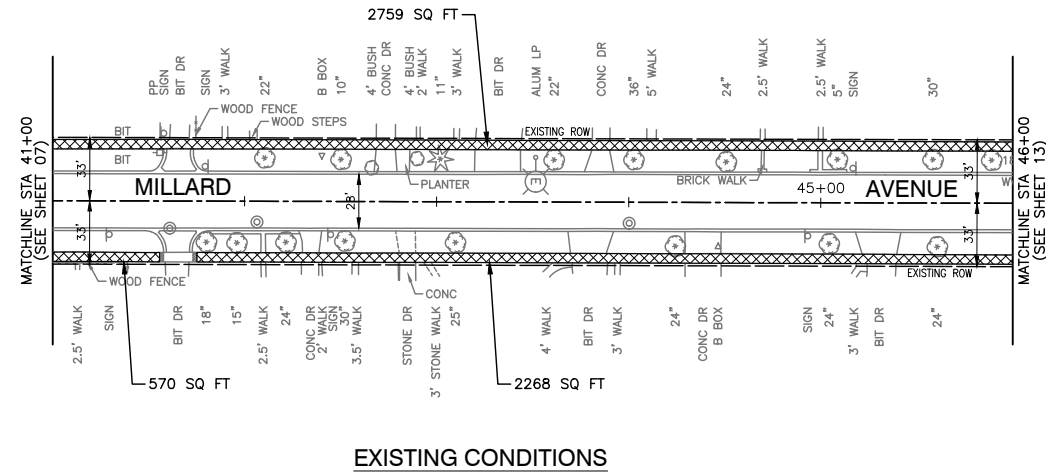 2759 SQ FT
PP
SIGN
BIT DR
SIGN
3' WALK
22"
B BOX
10"
4' BUSH
CONC DR
4' BUSH
2' WALK
11"
3' WALK
BIT DR
ALUM LP
22"
CONC DR
36"
5' WALK
24"
2.5' WALK
2.5' WALK
5"
SIGN
30"
WOOD FENCE
WOOD STEPS
BIT
BIT
EXISTING ROW
MATCHLINE STA 41+00
(SEE SHEET 07)
33'
33'
MILLARD
28'
PLANTER
E
BRICK WALK
45+00
AVENUE
33'
33'
18
W
MATCHLINE STA 46+00
(SEE SHEET 13)
WOOD FENCE
CONC
EXISTING ROW
2.5' WALK
SIGN
BIT DR
18"
15"
2.5' WALK
24"
CONC DR
2' WALK
SIGN
30"
3.5' WALK
STONE DR
3' STONE WALK
25"
4' WALK
BIT DR
3' WALK
24"
CONC DR
B BOX
SIGN
24"
3' WALK
BIT DR
24"
570 SQ FT
2268 SQ FT
EXISTING CONDITIONS